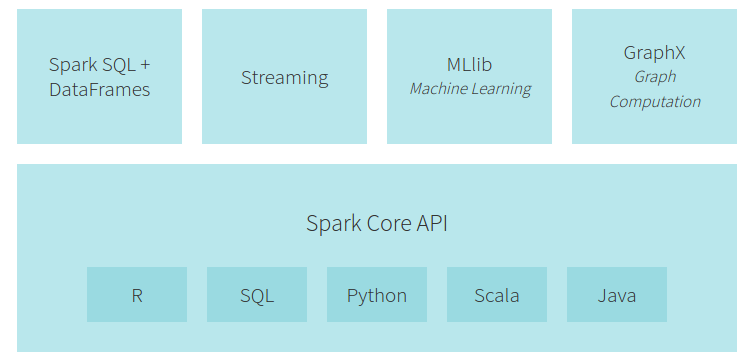 Spark SQL +
DataFrames
Streaming
MLlib
Machine Learning
GraphX
Graph
Computation
Spark Core API
R
SQL
Python
Scala
Java